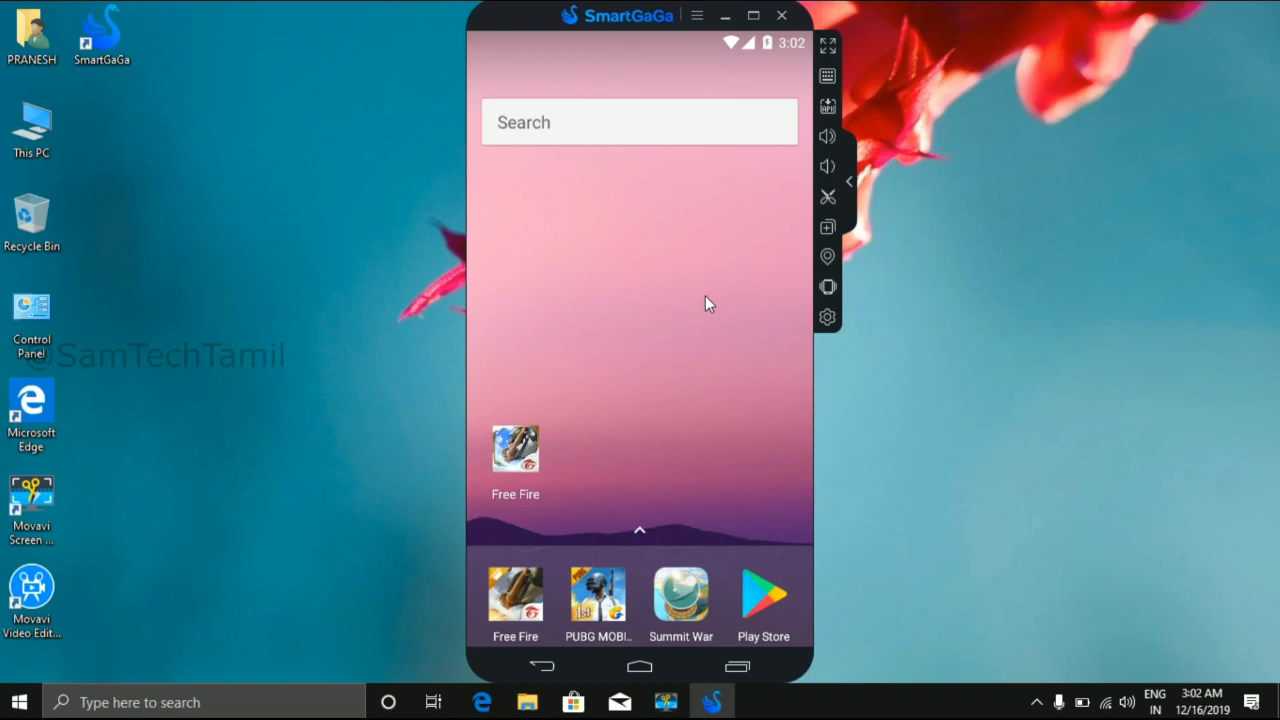 PRANESH
SmartGaGa
This PC
Recycle Bin
Control
Panel
@SamTechTamil
Microsoft
Edge
Movavi
Screen ...
Movavi
Video Edit...
SmartGaGa
3:02
Search
APK
Free Fire
Free Fire
PUBG MOBI..
1st
Summit War
Play Store
Type here to search
ENG
IN
3:02 AM
12/16/2019